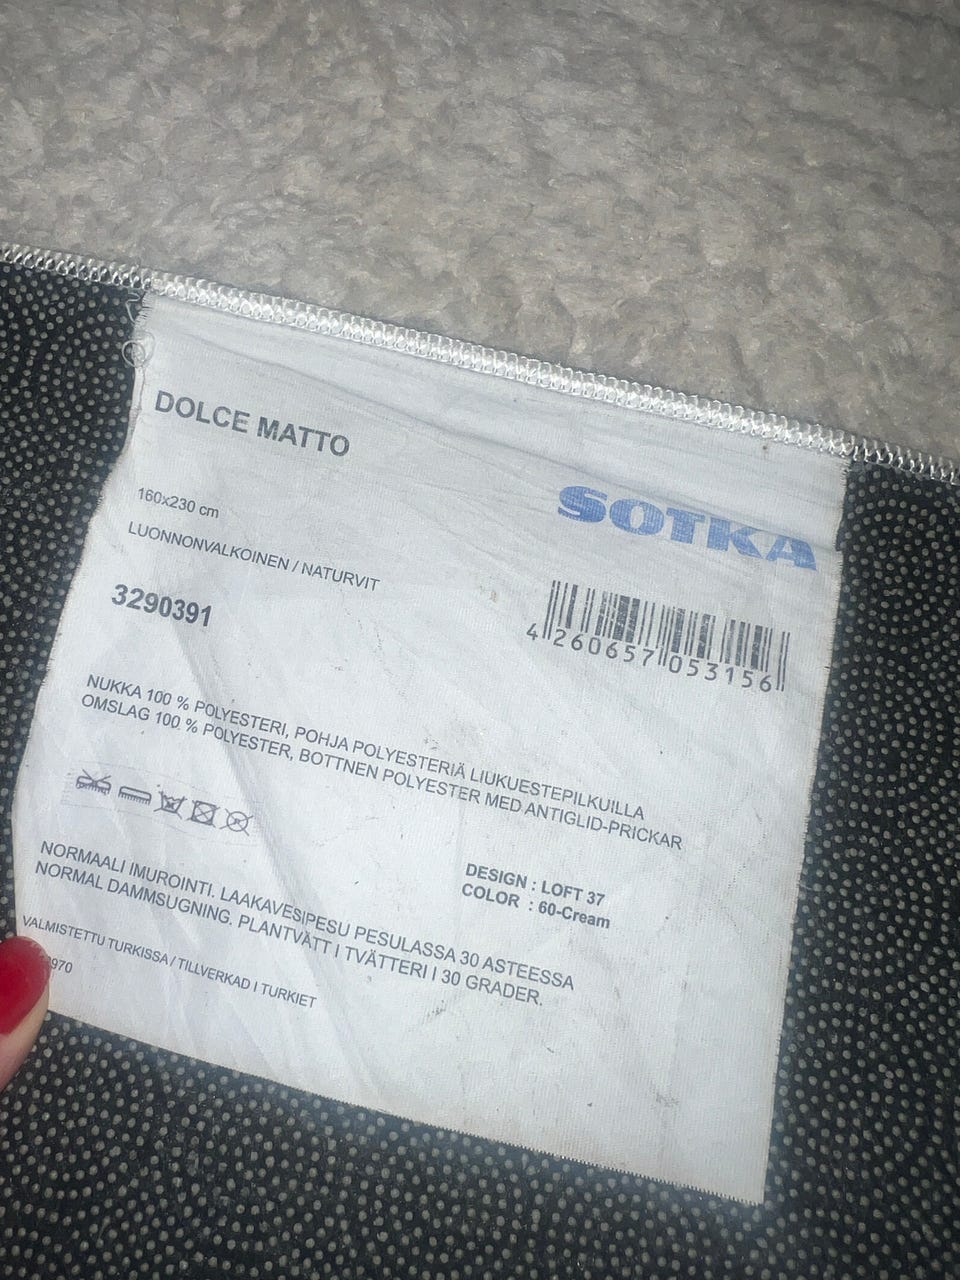 DOLCE MATTO
SOTKA
160x230 cm
LUONNONVALKOINEN / NATURVIT
3290391
4 260657 053156
NUKKA 100 % POLYESTERI, POHJA POLYESTERIÄ LIUKUESTEPILKUILLA
OMSLAG 100 % POLYESTER, BOTTNEN POLYESTER MED ANTIGLID-PRICKAR
DESIGN : LOFT 37
COLOR : 60-Cream
NORMAALI IMUROINTI. LAAKAVESIPESU PESULASSA 30 ASTEESSA
NORMAL DAMMSUGNING. PLANTVÄTT I TVÄTTERI I 30 GRADER.
VALMISTETTU TURKISSA / TILLVERKAD I TURKIET